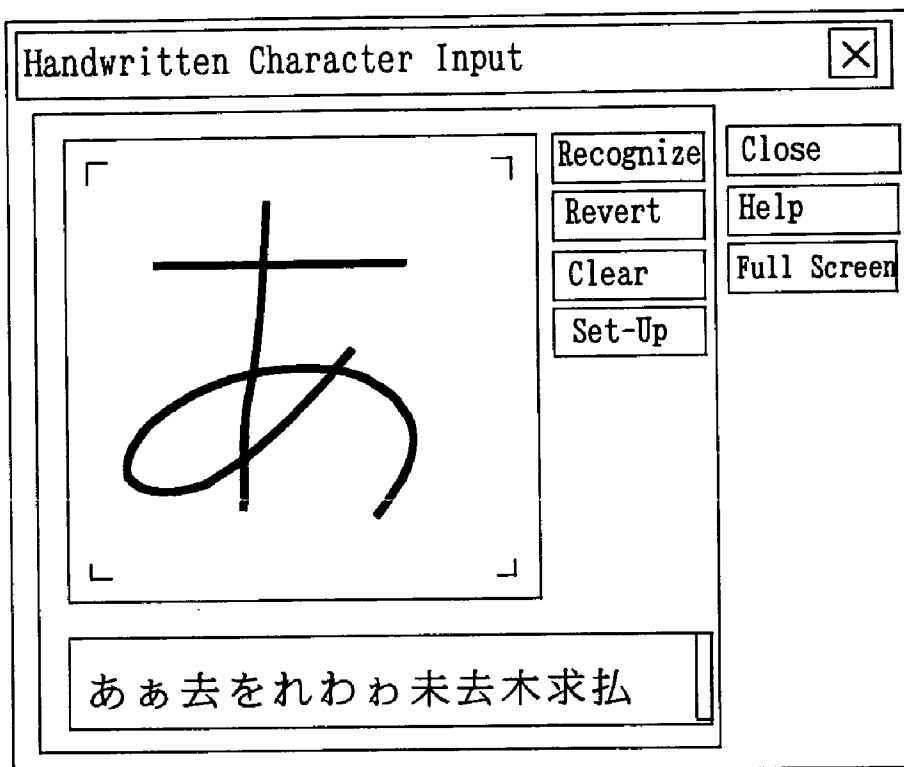 Handwritten Character Input
あ
Recognize
Revert
Clear
Set-Up
Close
Help
Full Screen
あぁ去をれわゎ未去木求払